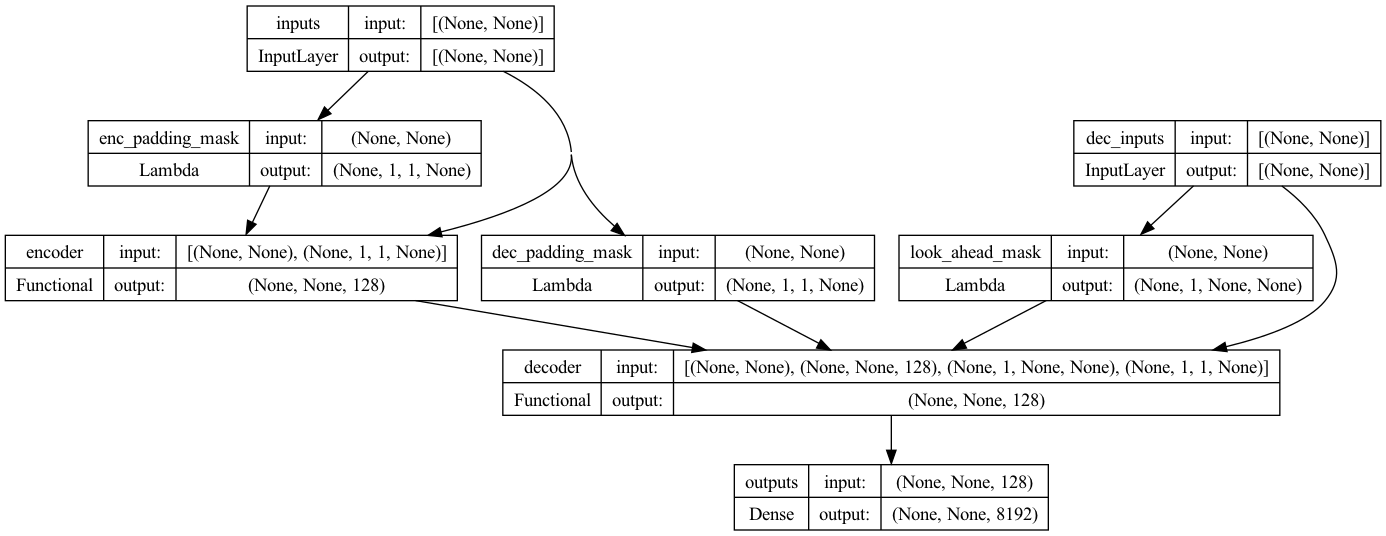 inputs input: [(None, None)]
InputLayer output: [(None, None)]
enc_padding_mask input: (None, None)
Lambda output: (None, 1, 1, None)
dec_inputs input: [(None, None)]
InputLayer output: [(None, None)]
encoder input: [(None, None), (None, 1, 1, None)]
Functional output: (None, None, 128)
dec_padding_mask input: (None, None)
Lambda output: (None, 1, 1, None)
look_ahead_mask input: (None, None)
Lambda output: (None, 1, None, None)
decoder input: [(None, None), (None, None, 128), (None, 1, None, None), (None, 1, 1, None)]
Functional output: (None, None, 128)
outputs input: (None, None, 128)
Dense output: (None, None, 8192)